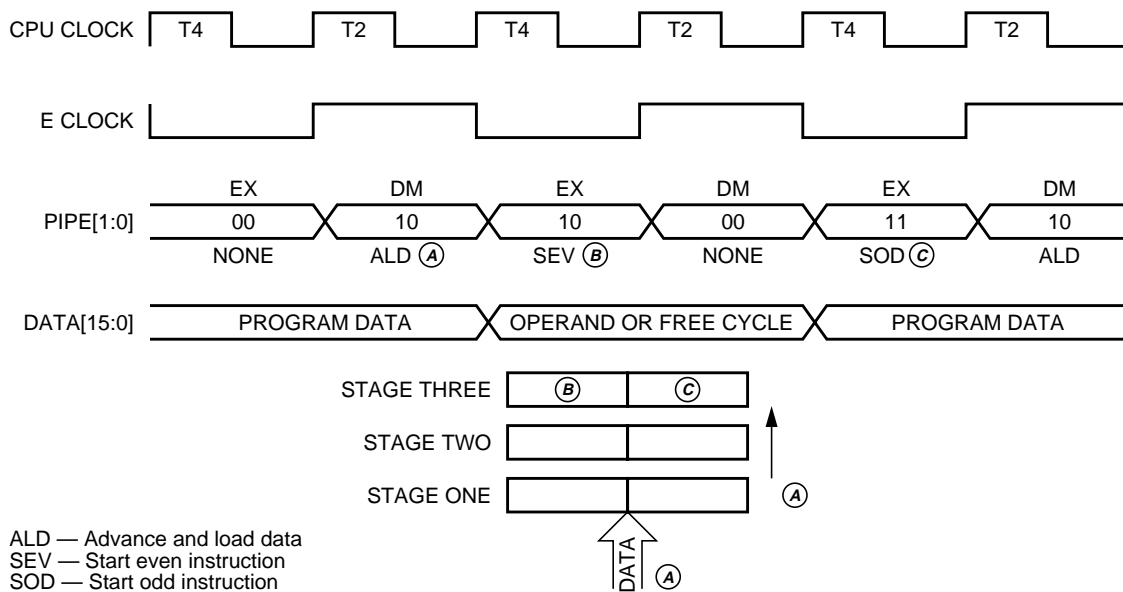 CPU CLOCK T4 T2 T4 T2 T4 T2
E CLOCK
EX DM EX DM EX DM
PIPE[1:0] 00 10 10 00 11 10
NONE ALD A SEV B NONE SOD C ALD
DATA[15:0] PROGRAM DATA OPERAND OR FREE CYCLE PROGRAM DATA
STAGE THREE B C
STAGE TWO
STAGE ONE A
DATA A
ALD — Advance and load data
SEV — Start even instruction
SOD — Start odd instruction